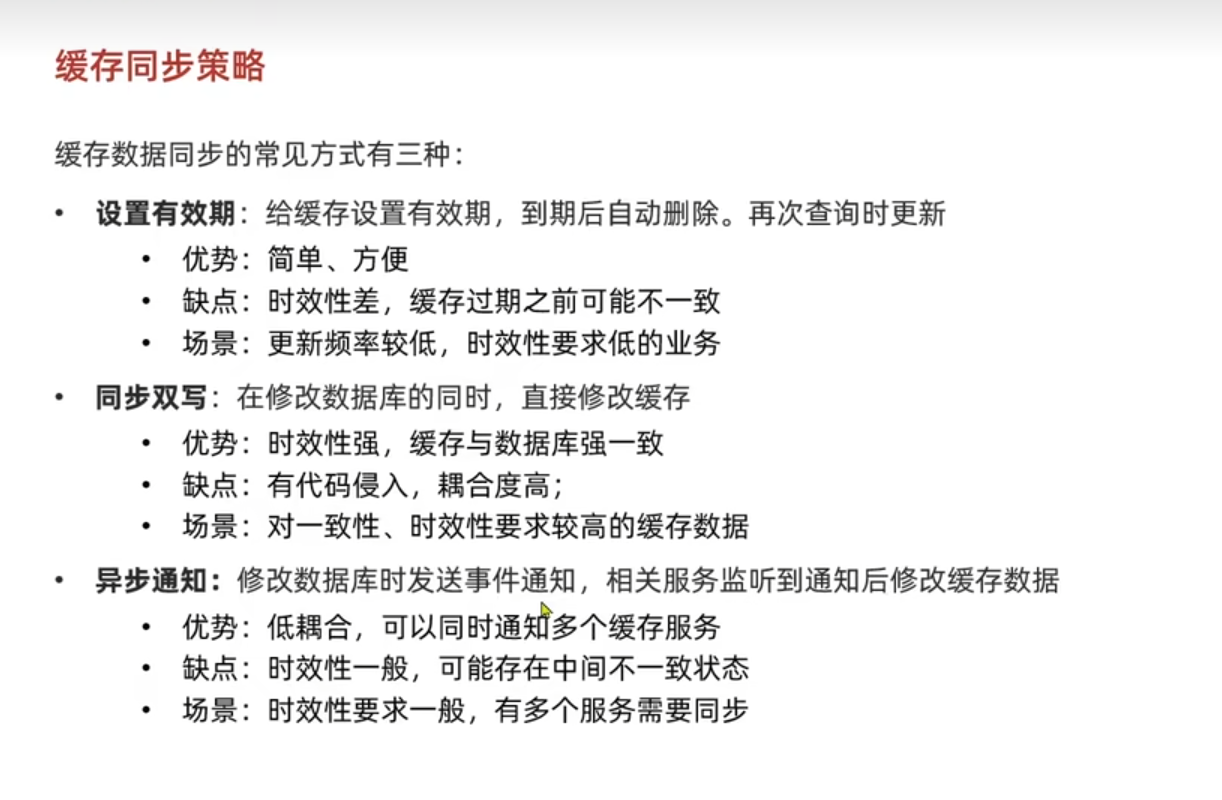 缓存同步策略
缓存数据同步的常见方式有三种：
• 设置有效期：给缓存设置有效期，到期后自动删除。再次查询时更新
• 优势：简单、方便
• 缺点：时效性差，缓存过期之前可能不一致
• 场景：更新频率较低，时效性要求低的业务
• 同步双写：在修改数据库的同时，直接修改缓存
• 优势：时效性强，缓存与数据库强一致
• 缺点：有代码侵入，耦合度高；
• 场景：对一致性、时效性要求较高的缓存数据
• 异步通知：修改数据库时发送事件通知，相关服务监听到通知后修改缓存数据
• 优势：低耦合，可以同时通知多个缓存服务
• 缺点：时效性一般，可能存在中间不一致状态
• 场景：时效性要求一般，有多个服务需要同步